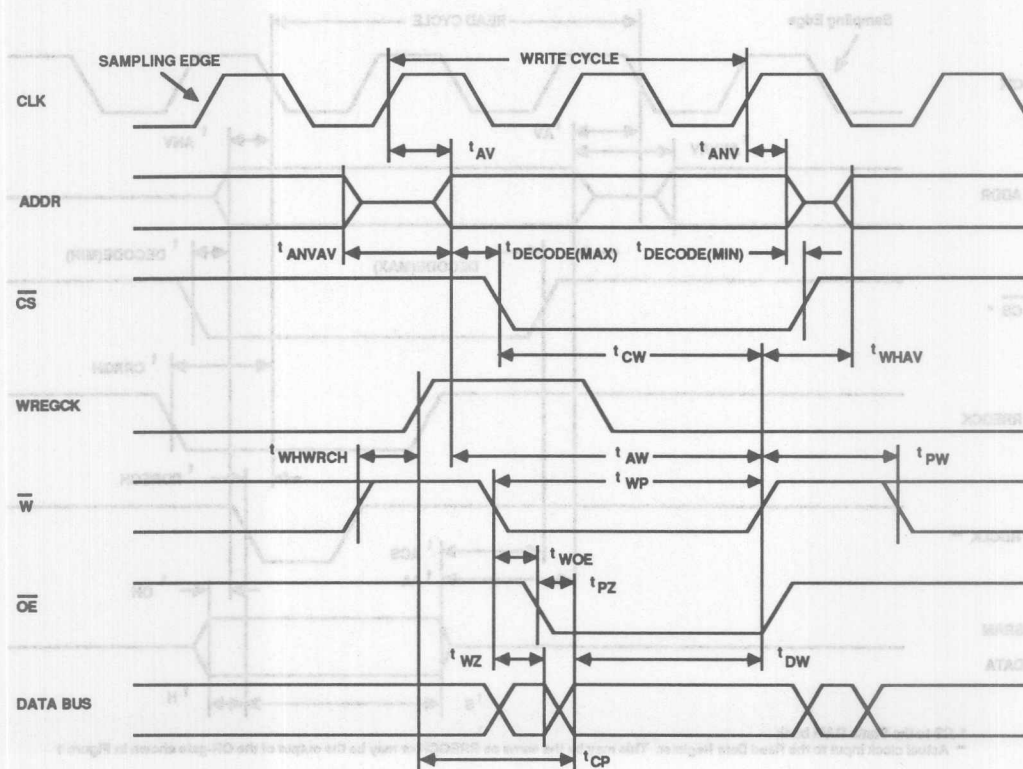 SAMPLING EDGE
WRITE CYCLE
CLK
t AV
t ANV
ADDR
t ANVAV
t DECODE(MAX)
t DECODE(MIN)
CS
t CW
t WHAV
WREGCK
t WHWRCH
t AW
t PW
t WP
W
t WOE
t PZ
OE
t WZ
t DW
DATA BUS
t CP